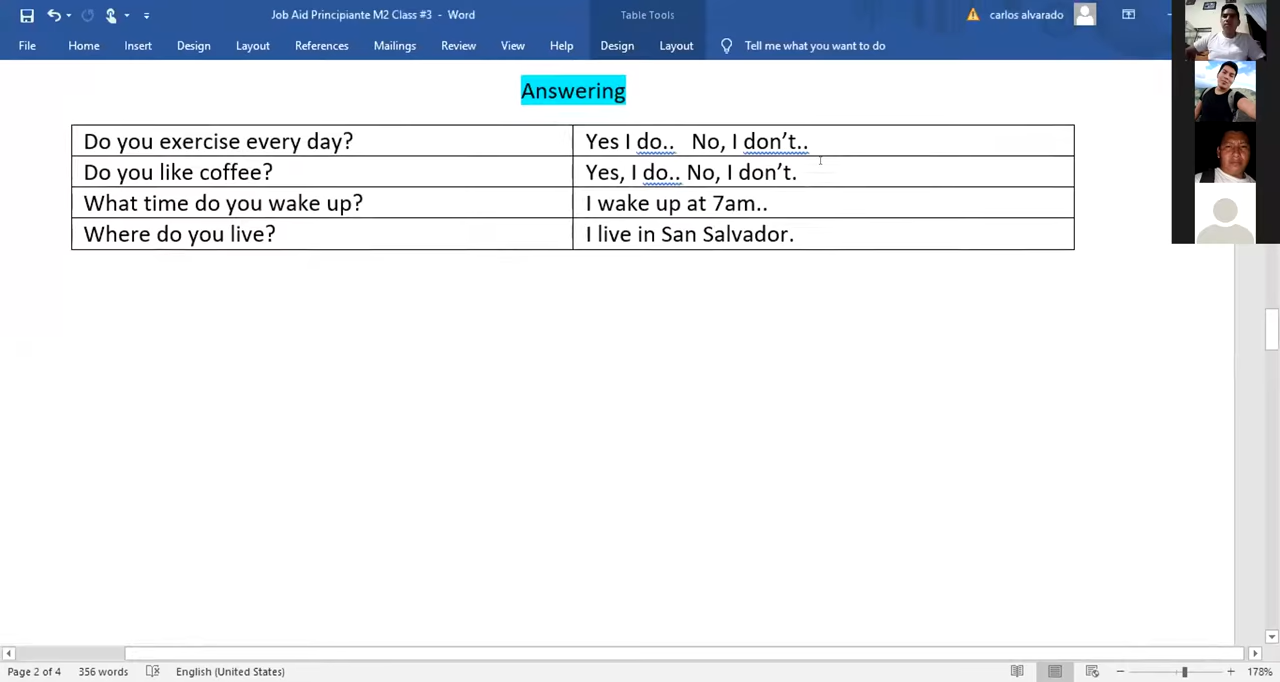 Job Aid Principiante M2 Class #3 - Word
Table Tools
carlos alvarado
File Home Insert Design Layout References Mailings Review View Help Design Layout Tell me what you want to do
Answering
Do you exercise every day? Yes I do.. No, I don’t..
Do you like coffee? Yes, I do.. No, I don’t.
What time do you wake up? I wake up at 7am..
Where do you live? I live in San Salvador.
Page 2 of 4 356 words English (United States) 178%